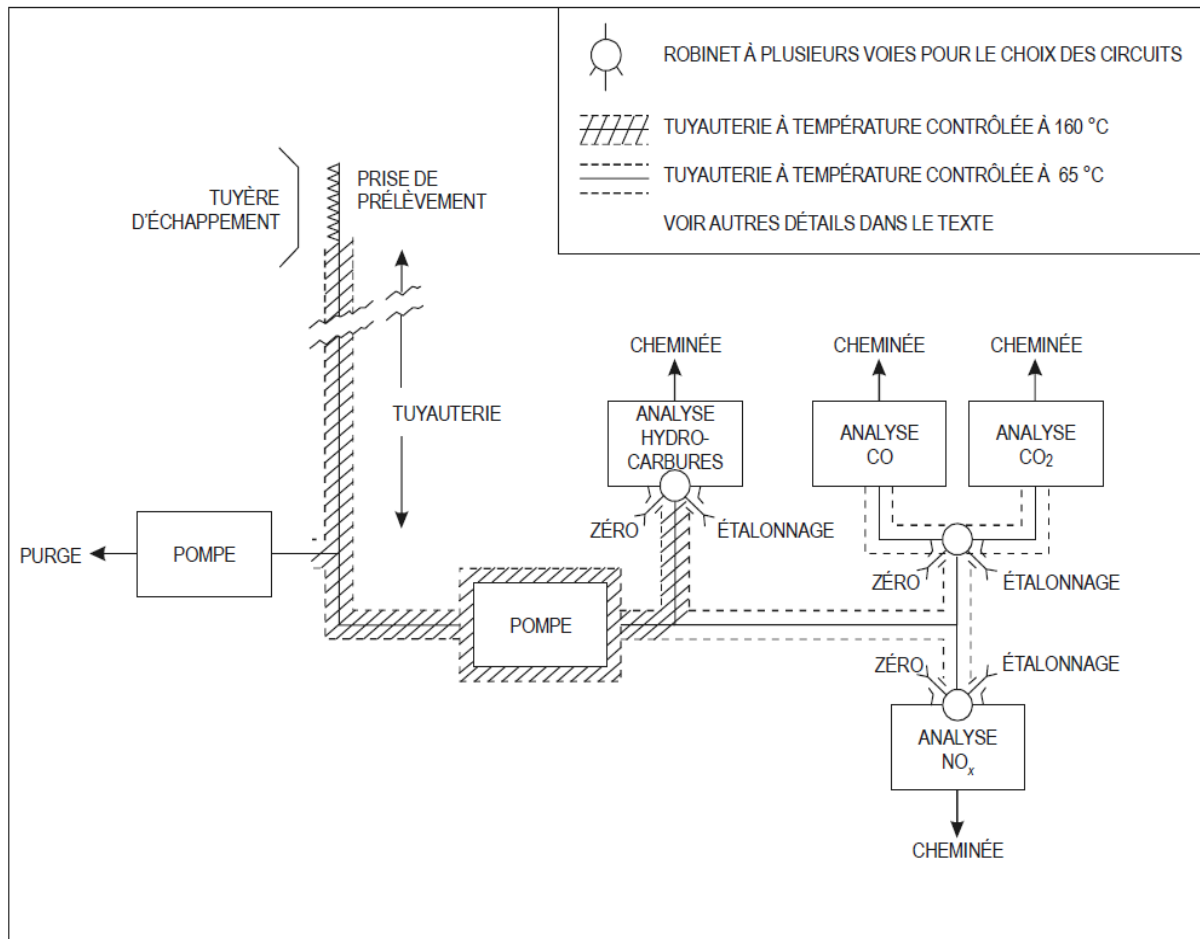 ROBINET À PLUSIEURS VOIES POUR LE CHOIX DES CIRCUITS
TUYAUTERIE À TEMPÉRATURE CONTRÔLÉE À 160 °C
TUYAUTERIE À TEMPÉRATURE CONTRÔLÉE À 65 °C
VOIR AUTRES DÉTAILS DANS LE TEXTE
TUYÈRE
D'ÉCHAPPEMENT
PRISE DE
PRÉLÈVEMENT
TUYAUTERIE
CHEMINÉE
CHEMINÉE
CHEMINÉE
ANALYSE
HYDRO-
CARBURES
ANALYSE
CO
ANALYSE
CO2
ZÉRO
ÉTALONNAGE
PURGE
POMPE
ZÉRO
ÉTALONNAGE
POMPE
ZÉRO
ÉTALONNAGE
ANALYSE
NOx
CHEMINÉE